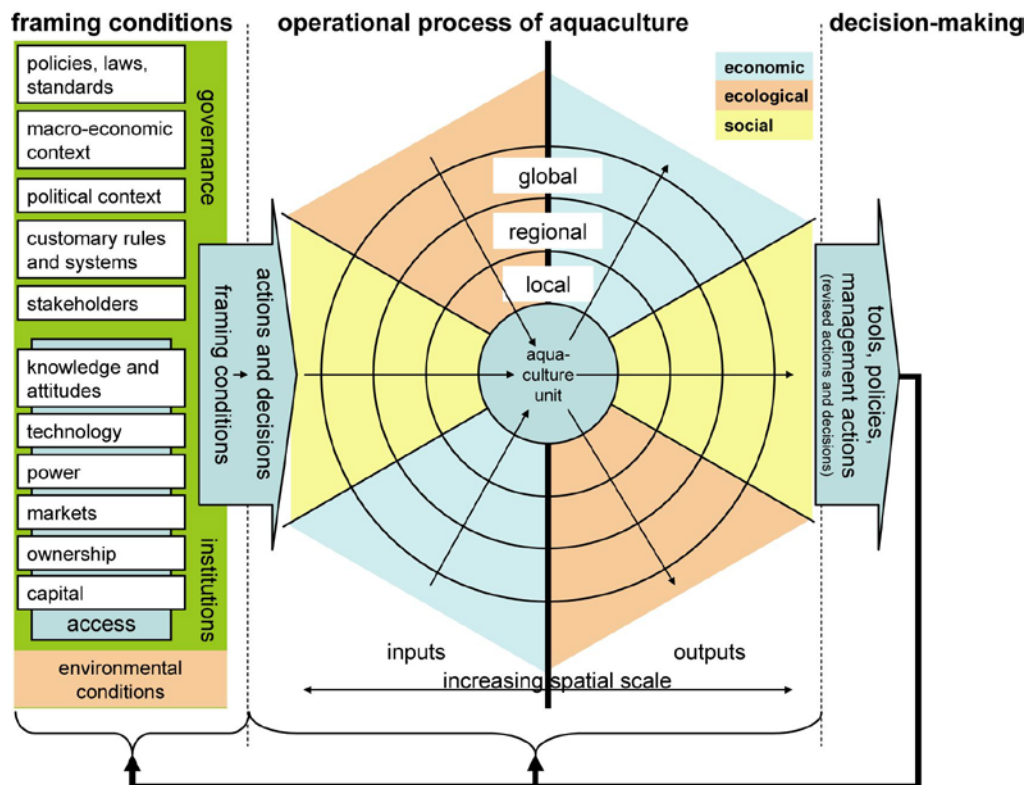 framing conditions
operational process of aquaculture
decision-making
policies, laws,
standards
macro-economic
context
political context
customary rules
and systems
stakeholders
governance
knowledge and
attitudes
technology
power
markets
ownership
capital
access
institutions
environmental
conditions
framing conditions
actions and decisions
economic
ecological
social
global
regional
local
aqua-
culture
unit
inputs
outputs
increasing spatial scale
tools, policies,
management actions
(revised actions and decisions)